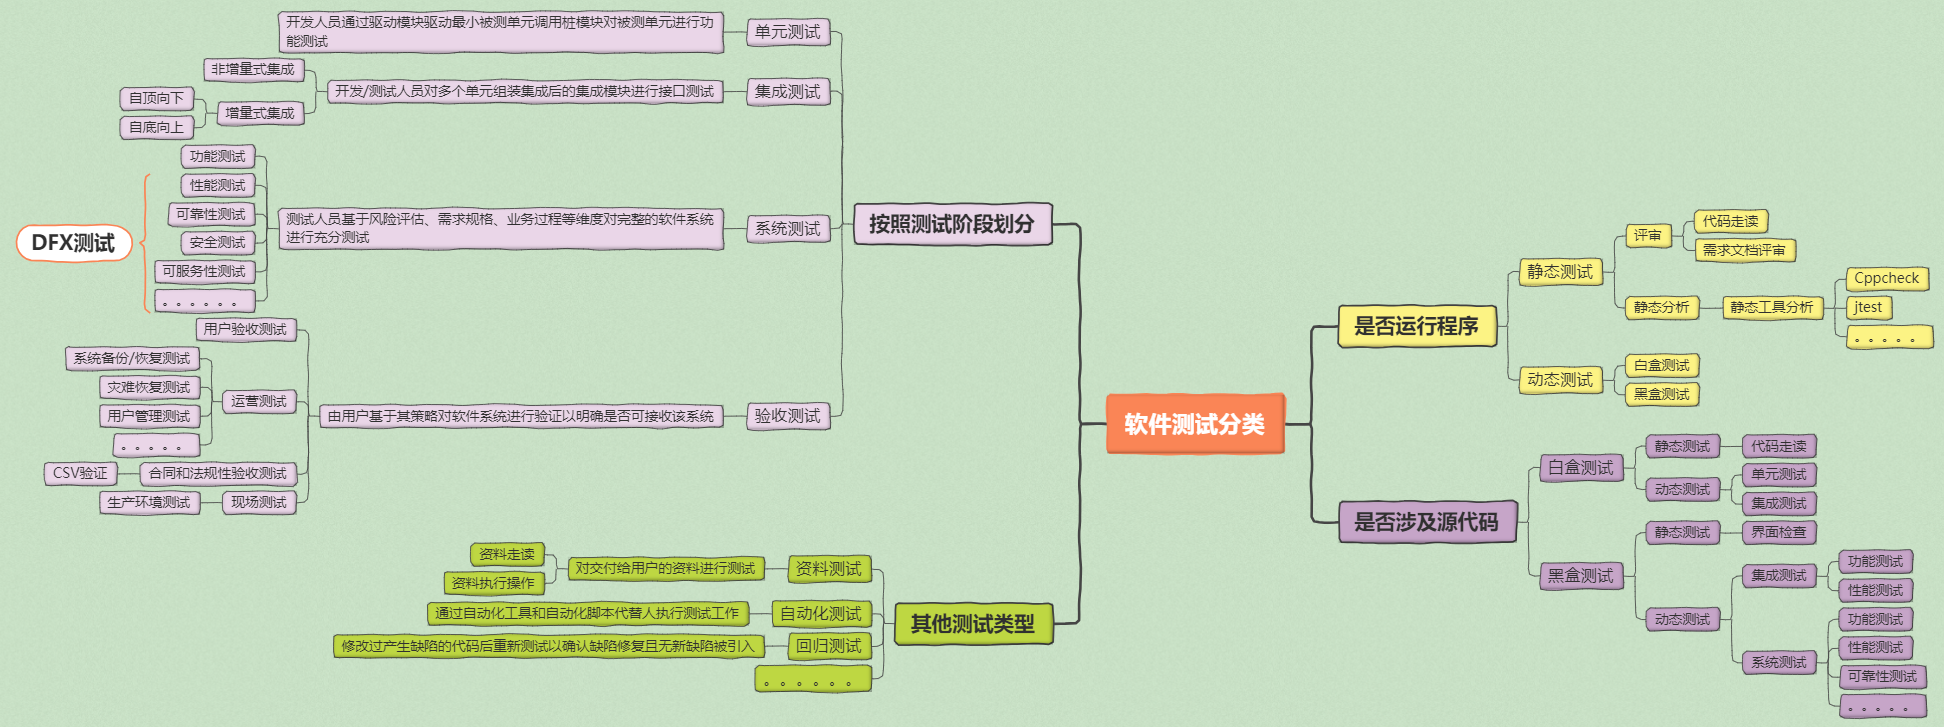 软件测试分类
是否运行程序
静态测试
评审
代码走读
需求文档评审
静态分析
静态工具分析
Cppcheck
jtest
。。。。。
动态测试
白盒测试
黑盒测试
是否涉及源代码
白盒测试
静态测试
代码走读
动态测试
单元测试
集成测试
黑盒测试
静态测试
界面检查
动态测试
集成测试
功能测试
性能测试
系统测试
功能测试
性能测试
可靠性测试
。。。。。
按照测试阶段划分
单元测试
开发人员通过驱动模块驱动最小被测单元调用桩模块对被测单元进行功
能测试
集成测试
开发/测试人员对多个单元组装集成后的集成模块进行接口测试
非增量式集成
增量式集成
自顶向下
自底向上
系统测试
测试人员基于风险评估、需求规格、业务过程等维度对完整的软件系统
进行充分测试
功能测试
性能测试
可靠性测试
安全测试
可服务性测试
。。。。。。
DFX测试
验收测试
由用户基于其策略对软件系统进行验证以明确是否可接收该系统
用户验收测试
运营测试
系统备份/恢复测试
灾难恢复测试
用户管理测试
。。。。。
合同和法规性验收测试
CSV验证
现场测试
生产环境测试
其他测试类型
资料测试
对交付给用户的资料进行测试
资料走读
资料执行操作
自动化测试
通过自动化工具和自动化脚本代替人执行测试工作
回归测试
修改过产生缺陷的代码后重新测试以确认缺陷修复且无新缺陷被引入
。。。。。。